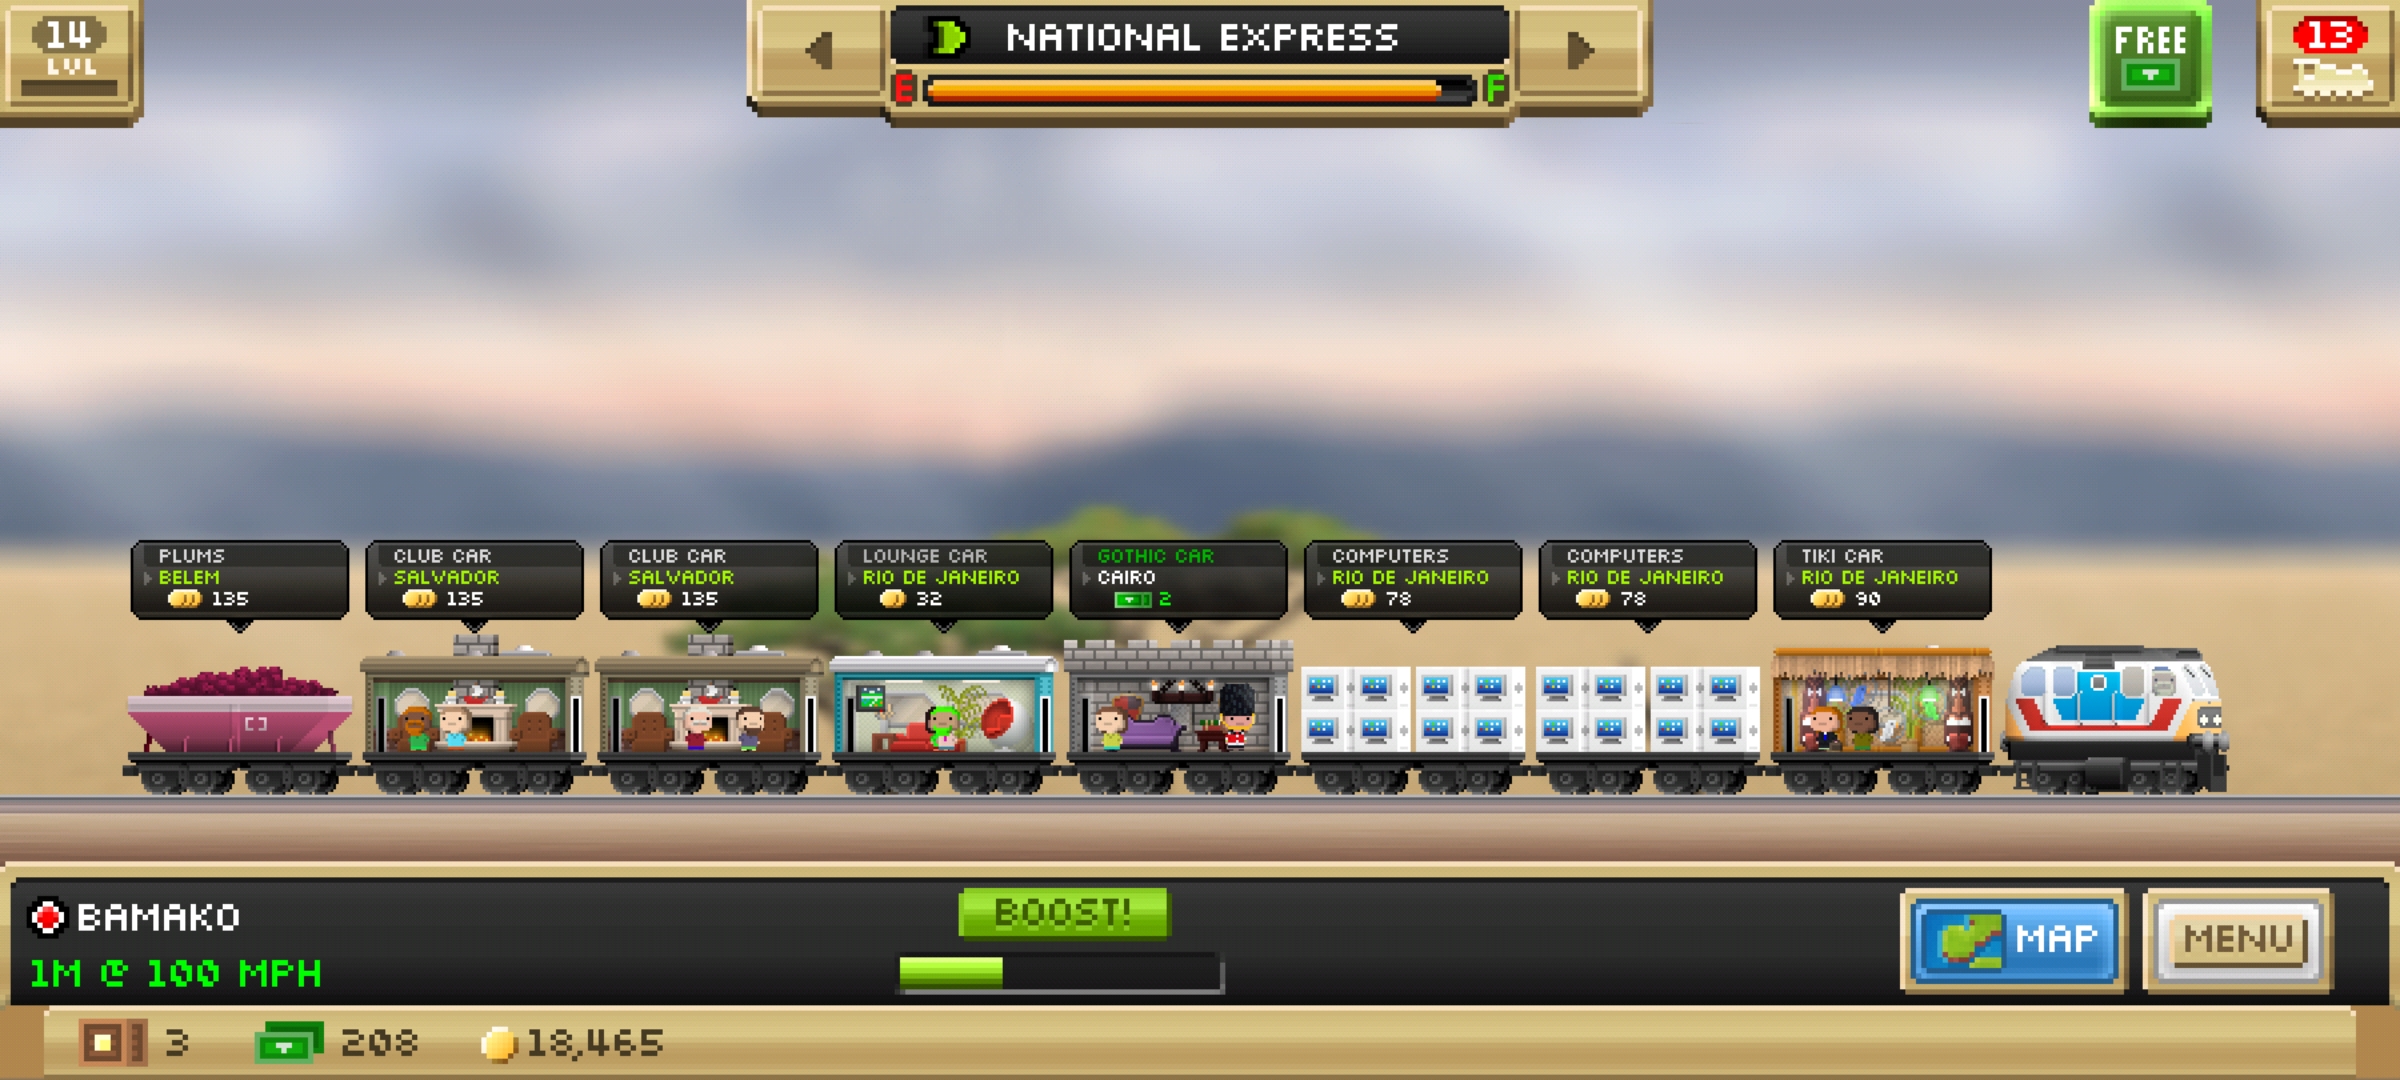 14
LVL
NATIONAL EXPRESS
E
F
FREE
13
PLUMS
BELEM
135
CLUB CAR
SALVADOR
135
CLUB CAR
SALVADOR
135
LOUNGE CAR
RIO DE JANEIRO
32
GOTHIC CAR
CAIRO
2
COMPUTERS
RIO DE JANEIRO
78
COMPUTERS
RIO DE JANEIRO
78
TIKI CAR
RIO DE JANEIRO
90
BAMAKO
1M @ 100 MPH
BOOST!
MAP
MENU
3
208
18,465